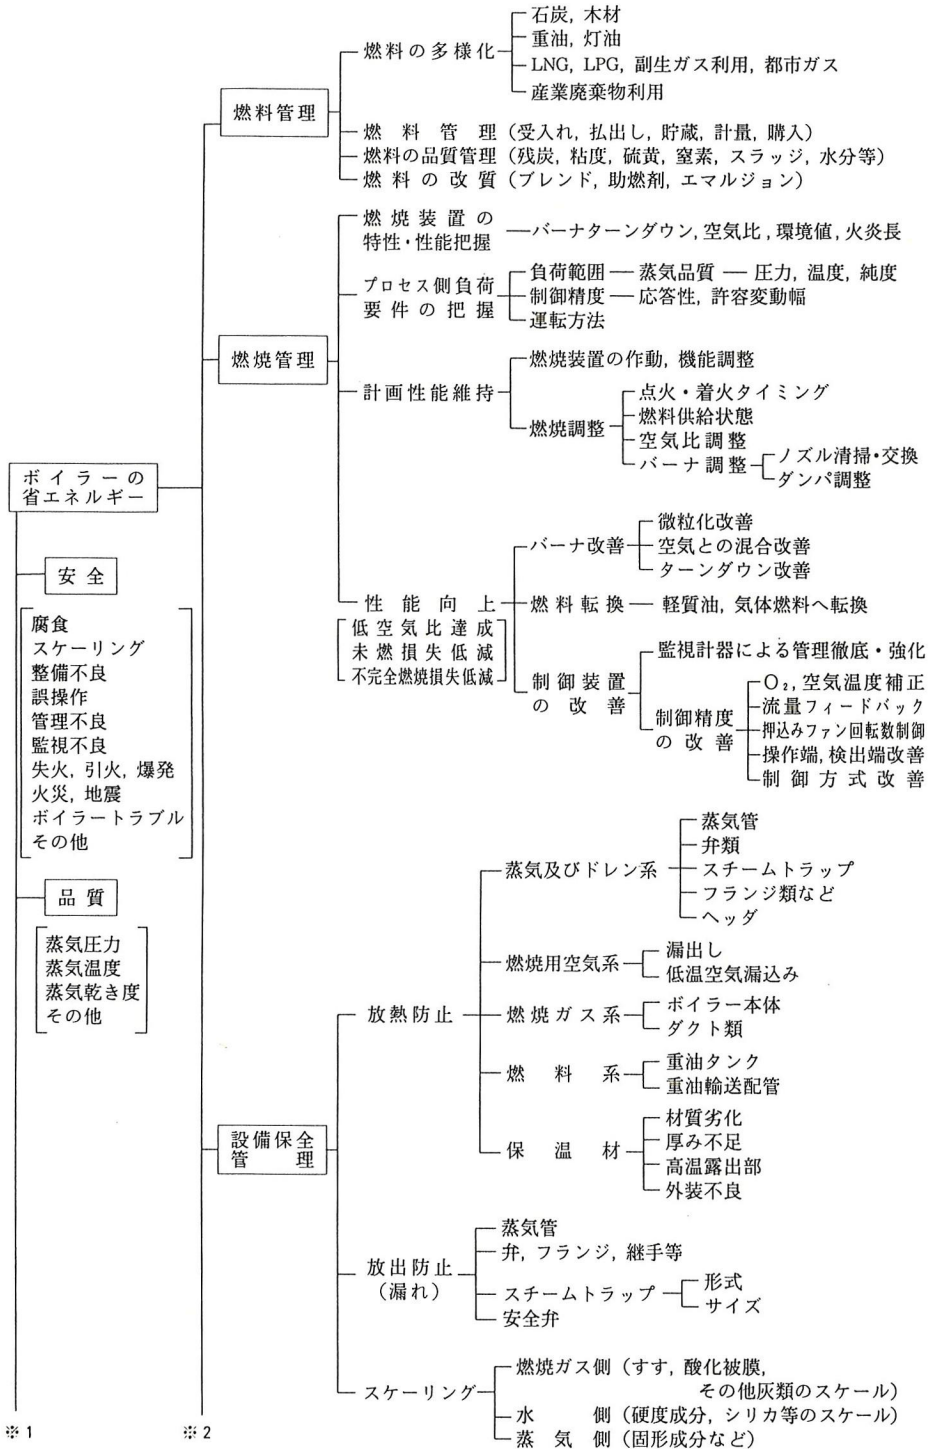 石炭, 木材
重油, 灯油
燃料の多様化
LNG, LPG, 副生ガス利用, 都市ガス
産業廃棄物利用
燃料管理
燃料管理 (受入れ, 払出し, 貯蔵, 計量, 購入)
燃料の品質管理 (残炭, 粘度, 硫黄, 窒素, スラッジ, 水分等)
燃料の改質 (ブレンド, 助燃剤, エマルジョン)
燃焼装置の
特性・性能把握
バーナターンダウン, 空気比, 環境値, 火炎長
プロセス側負荷
要件の把握
負荷範囲 蒸気品質 圧力, 温度, 純度
制御精度 応答性, 許容変動幅
運転方法
燃焼管理
燃焼装置の作動, 機能調整
計画性能維持
点火・着火タイミング
燃料供給状態
燃焼調整
空気比調整
バーナ調整
ノズル清掃・交換
ダンパ調整
ボイラーの
省エネルギー
微粒化改善
バーナ改善 空気との混合改善
ターンダウン改善
安全
性能向上 燃料転換 軽質油, 気体燃料へ転換
低空気比達成
未燃損失低減
不完全燃焼損失低減
腐食
スケーリング
整備不良
誤操作
管理不良
監視不良
失火, 引火, 爆発
火災, 地震
ボイラートラブル
その他
監視計器による管理徹底・強化
制御装置
の改善
制御精度
の改善
O₂, 空気温度補正
流量フィードバック
押込みファン回転数制御
操作端, 検出端改善
制御方式改善
品質
蒸気圧力
蒸気温度
蒸気乾き度
その他
蒸気管
弁類
蒸気及びドレン系 スチームトラップ
フランジ類など
ヘッダ
燃焼用空気系
漏出し
低温空気漏込み
放熱防止 燃焼ガス系
ボイラー本体
ダクト類
燃料系
重油タンク
重油輸送配管
設備保全
管理
保温材
材質劣化
厚み不足
高温露出部
外装不良
蒸気管
弁, フランジ, 継手等
放出防止
(漏れ)
スチームトラップ
形式
サイズ
安全弁
スケーリング
燃焼ガス側 (すす, 酸化被膜,
その他灰類のスケール)
水側 (硬度成分, シリカ等のスケール)
蒸気側 (固形成分など)
※1 ※2